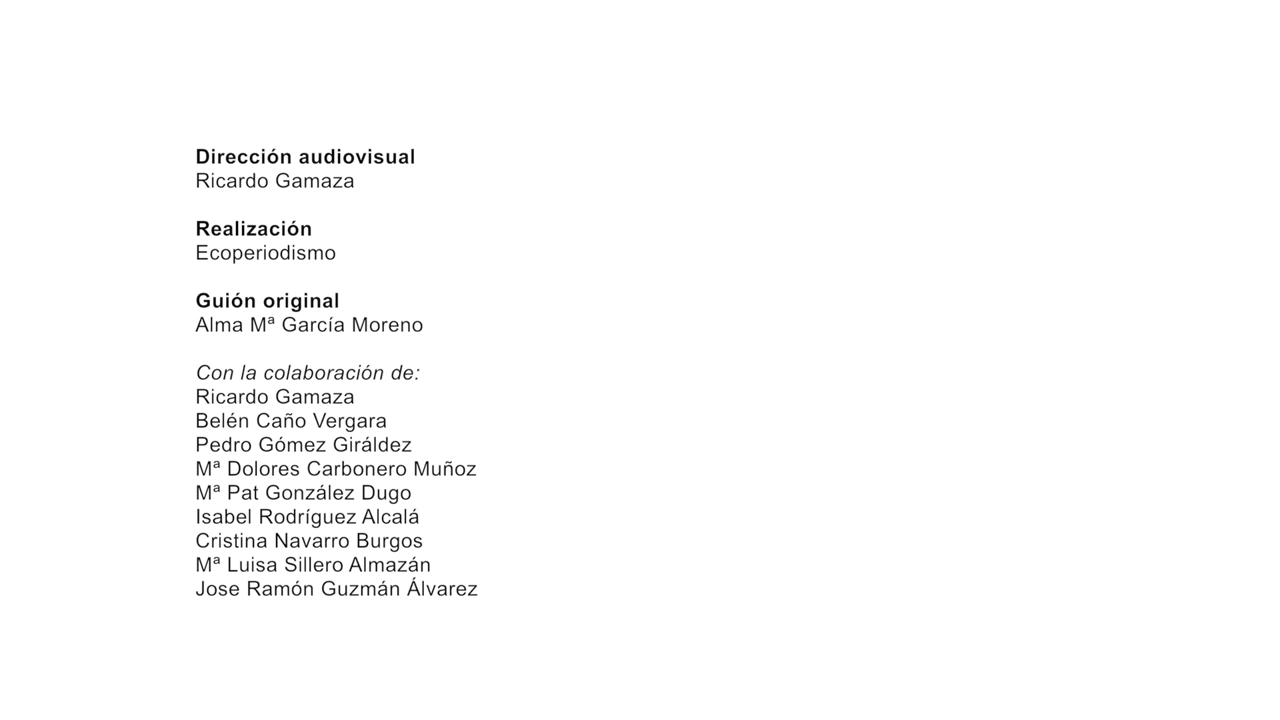 Dirección audiovisual
Ricardo Gamaza
Realización
Ecoperiodismo
Guión original
Alma Mª García Moreno
Con la colaboración de:
Ricardo Gamaza
Belén Caño Vergara
Pedro Gómez Giráldez
Mª Dolores Carbonero Muñoz
Mª Pat González Dugo
Isabel Rodríguez Alcalá
Cristina Navarro Burgos
Mª Luisa Sillero Almazán
Jose Ramón Guzmán Álvarez